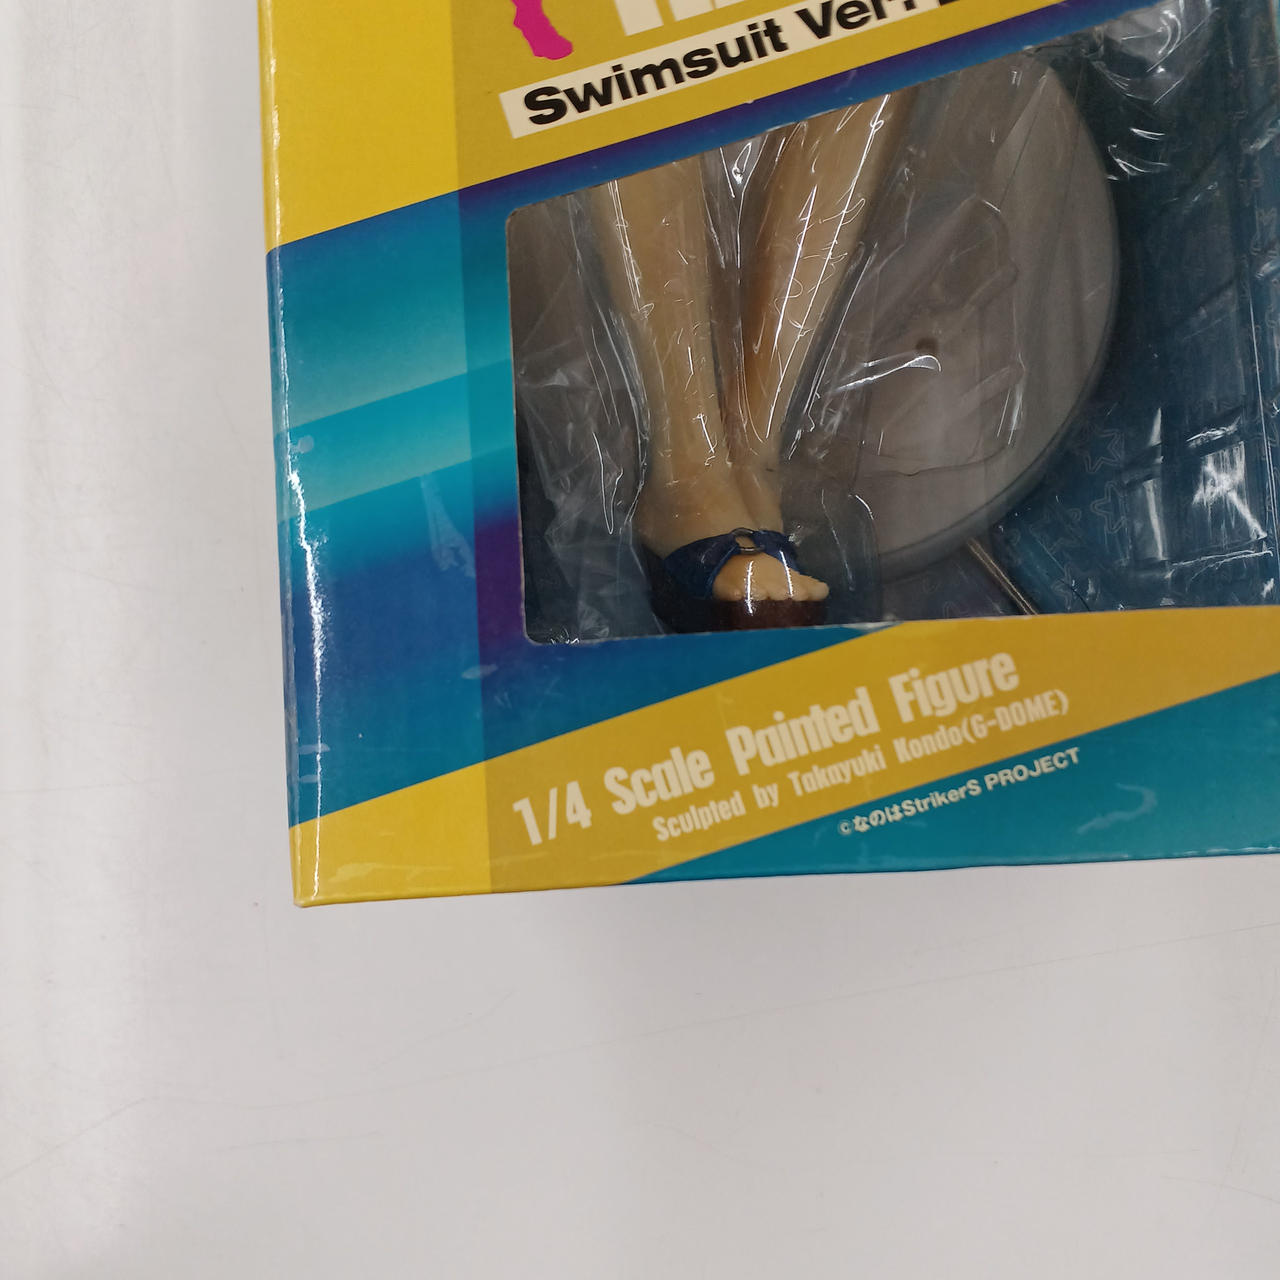 Swimsuit Ver.
1/4 Scale Painted Figure
Sculpted by Takayuki Kondo(G-DOME)
©なのはStrikerS PROJECT